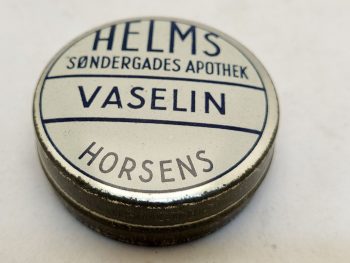 HELMS
SØNDERGADES APOTHEK
VASELIN
HORSENS